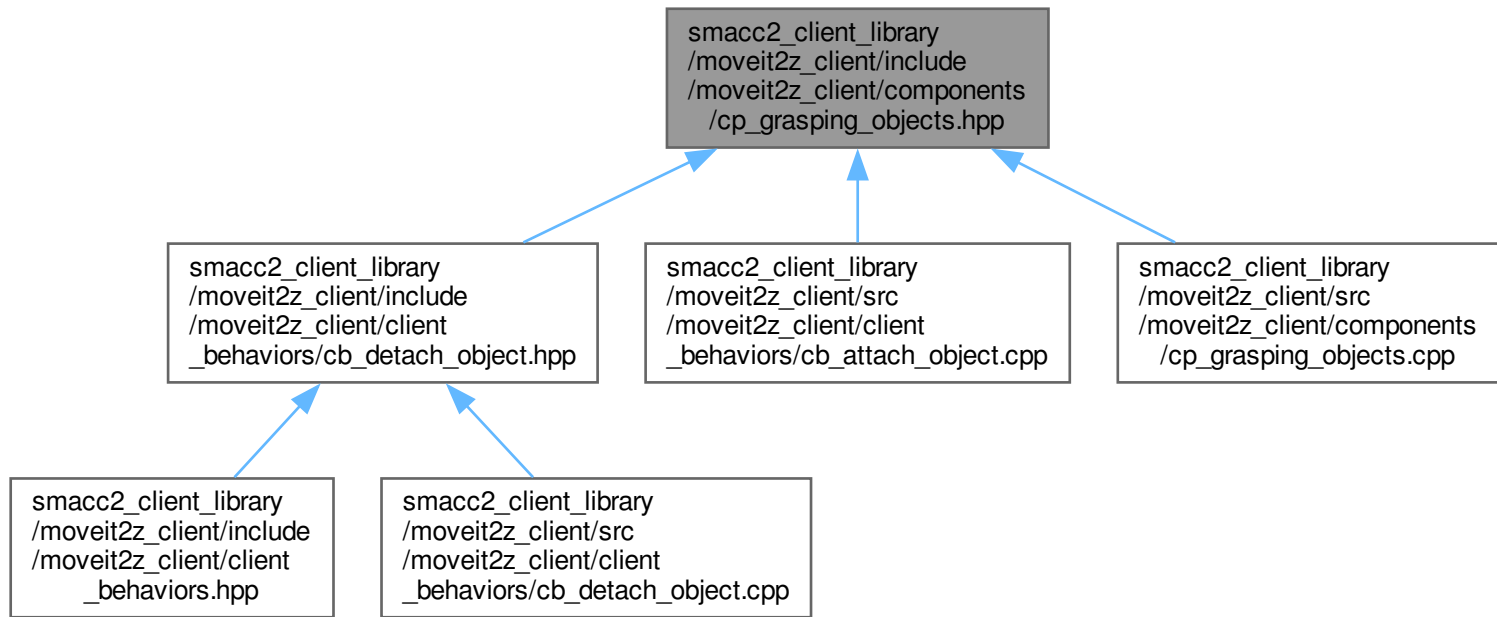 smacc2_client_library
/moveit2z_client/include
/moveit2z_client/components
/cp_grasping_objects.hpp
smacc2_client_library
/moveit2z_client/include
/moveit2z_client/client
_behaviors/cb_detach_object.hpp
smacc2_client_library
/moveit2z_client/src
/moveit2z_client/client
_behaviors/cb_attach_object.cpp
smacc2_client_library
/moveit2z_client/src
/moveit2z_client/components
/cp_grasping_objects.cpp
smacc2_client_library
/moveit2z_client/include
/moveit2z_client/client
_behaviors.hpp
smacc2_client_library
/moveit2z_client/src
/moveit2z_client/client
_behaviors/cb_detach_object.cpp